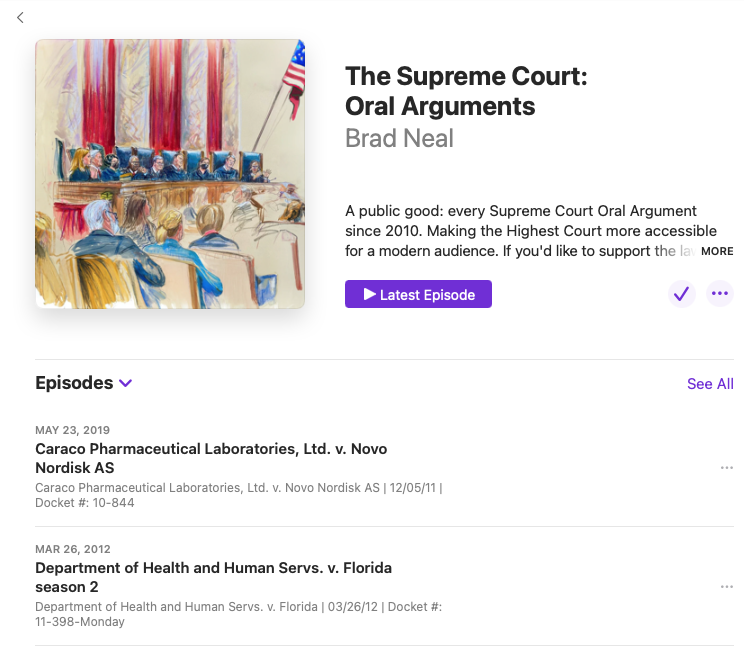 The Supreme Court:
Oral Arguments
Brad Neal
A public good: every Supreme Court Oral Argument
since 2010. Making the Highest Court more accessible
for a modern audience. If you'd like to support the MORE
Latest Episode
Episodes
See All
MAY 23, 2019
Caraco Pharmaceutical Laboratories, Ltd. v. Novo
Nordisk AS
Caraco Pharmaceutical Laboratories, Ltd. v. Novo Nordisk AS | 12/05/11 |
Docket #: 10-844
MAR 26, 2012
Department of Health and Human Servs. v. Florida
season 2
Department of Health and Human Servs. v. Florida | 03/26/12 | Docket #:
11-398-Monday